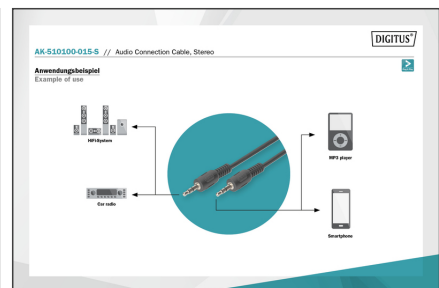 DIGITUS®
AK-510100-015-S // Audio Connection Cable, Stereo
Anwendungsbeispiel
Example of use
HiFi-System
MP3 player
Car radio
Smartphone